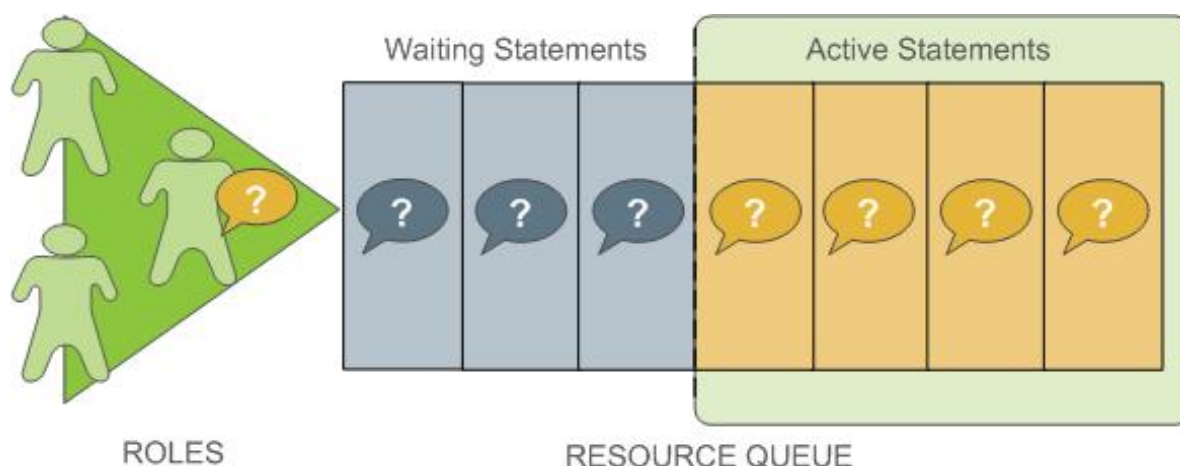 Waiting Statements
Active Statements
?
?
?
?
?
?
?
?
ROLES
RESOURCE QUEUE